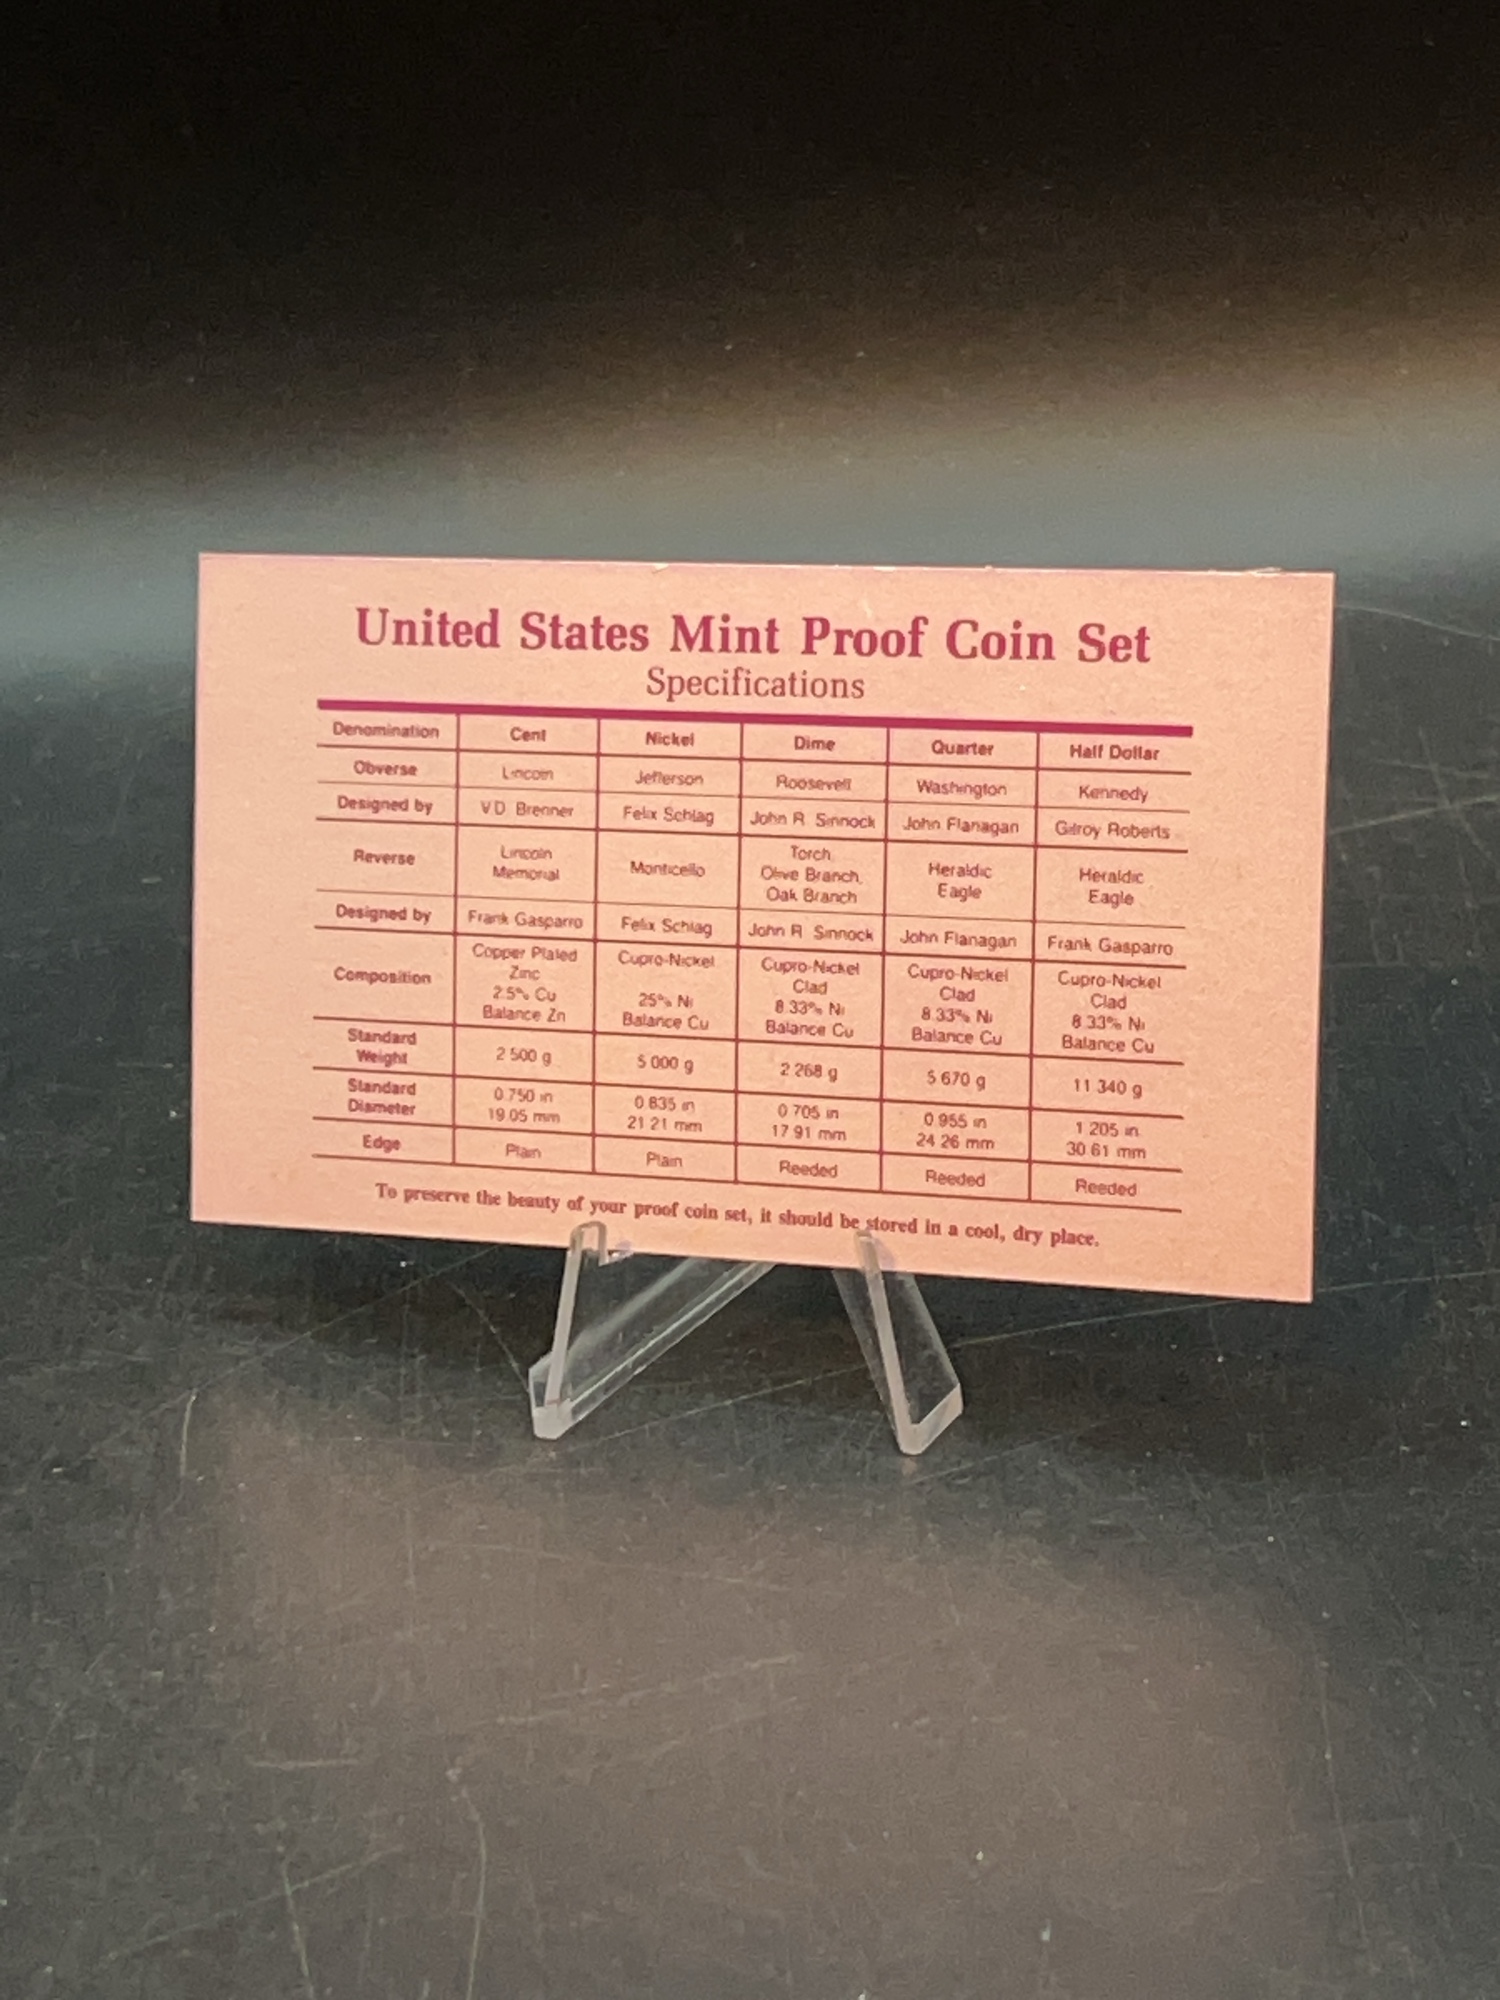 United States Mint Proof Coin Set
Specifications
Denomination Cent Nickel Dime Quarter Half Dollar
Obverse Lincoln Jefferson Roosevelt Washington Kennedy
Designed by V.D. Brenner Felix Schlag John R. Sinnock John Flanagan Gilroy Roberts
Reverse Lincoln Memorial Monticello Torch, Olive Branch, Oak Branch Heraldic Eagle Heraldic Eagle
Designed by Frank Gasparro Felix Schlag John R. Sinnock John Flanagan Frank Gasparro
Composition Copper Plated Zinc 2.5% Cu Balance Zn Cupro-Nickel 25% Ni Balance Cu Cupro-Nickel Clad 8.33% Ni Balance Cu Cupro-Nickel Clad 8.33% Ni Balance Cu Cupro-Nickel Clad 8.33% Ni Balance Cu
Standard Weight 2.500 g 5.000 g 2.268 g 5.670 g 11.340 g
Standard Diameter 0.750 in. 19.05 mm 0.835 in. 21.21 mm 0.705 in. 17.91 mm 0.955 in. 24.26 mm 1.205 in. 30.61 mm
Edge Plain Plain Reeded Reeded Reeded
To preserve the beauty of your proof coin set, it should be stored in a cool, dry place.